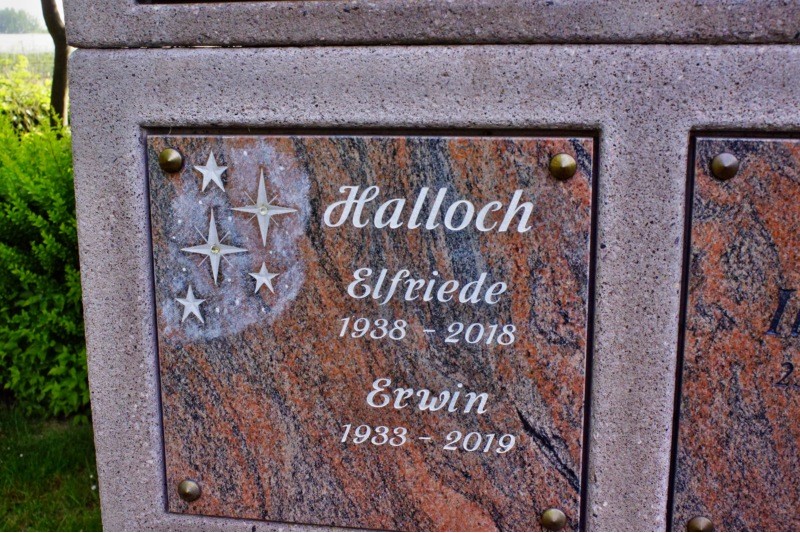 Halloch
Elfriede
1938 - 2018
Erwin
1933 - 2019